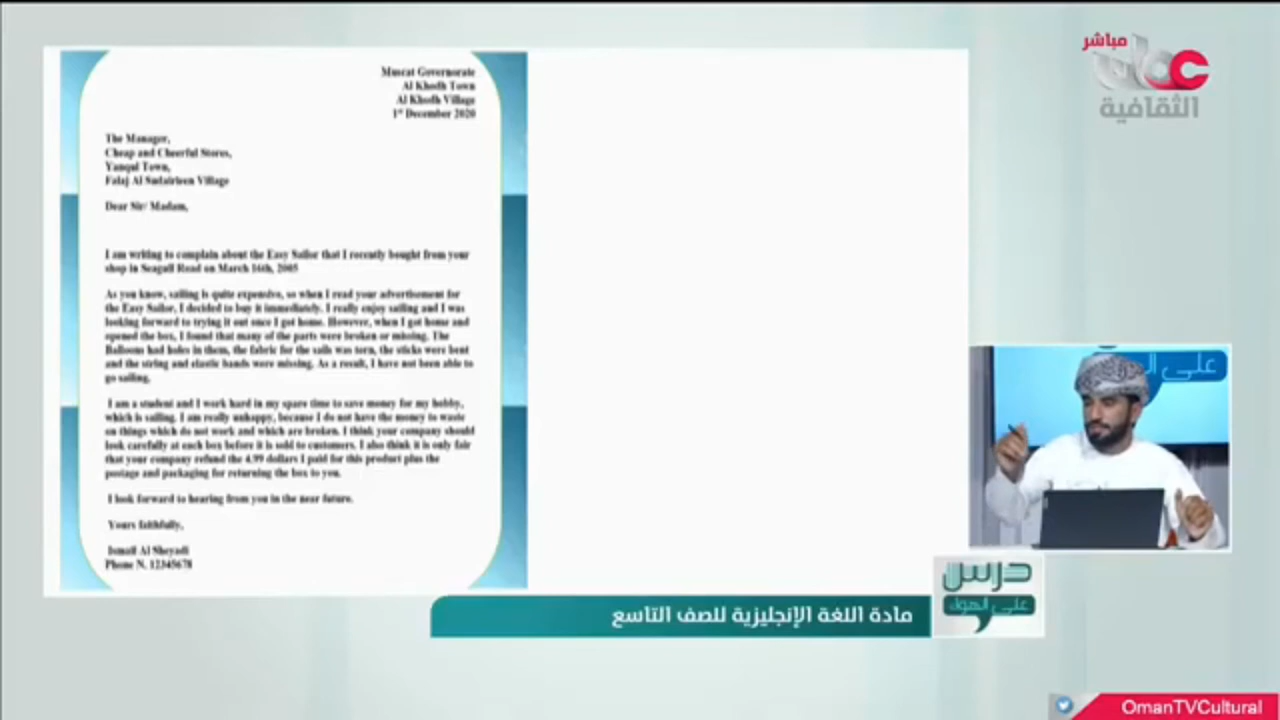 مباشر
عمان
الثقافية
Muscat Governorate
Al Khodh Town
Al Khodh Village
1st December 2020
The Manager,
Cheap and Cheerful Stores,
Yanqul Town,
Falaj Al Sudairieen Village
Dear Sir/ Madam,
I am writing to complain about the Easy Sailor that I recently bought from your
shop in Seagull Road on March 16th, 2005
As you know, sailing is quite expensive, so when I read your advertisement for
the Easy Sailor, I decided to buy it immediately. I really enjoy sailing and I was
looking forward to trying it out once I got home. However, when I got home and
opened the box, I found that many of the parts were broken or missing. The
Balloons had holes in them, the fabric for the sails was torn, the sticks were bent
and the string and elastic bands were missing. As a result, I have not been able to
go sailing.
I am a student and I work hard in my spare time to save money for my hobby,
which is sailing. I am really unhappy, because I do not have the money to waste
on things which do not work and which are broken. I think your company should
look carefully at each box before it is sold to customers. I also think it is only fair
that your company refund the 4.99 dollars I paid for this product plus the
postage and packaging for returning the box to you.
I look forward to hearing from you in the near future.
Yours faithfully,
Ismail Al Sheyadi
Phone N. 12345678
على الهو
درس
على الهواء
مادة اللغة الإنجليزية للصف التاسع
OmanTVCultural